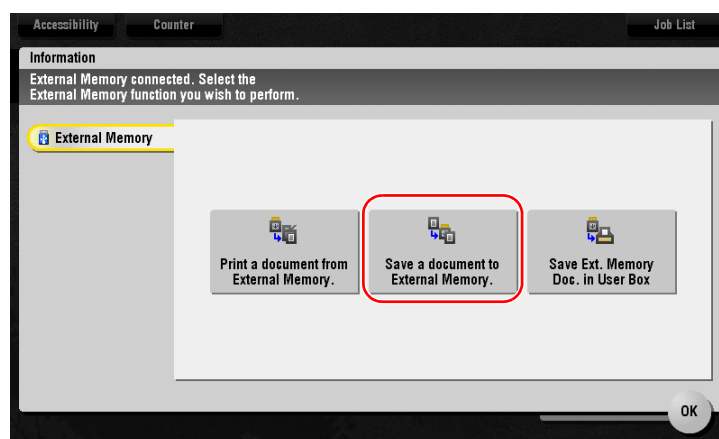 Accessibility Counter Job List
Information
External Memory connected. Select the
External Memory function you wish to perform.
External Memory
Print a document from
External Memory.
Save a document to
External Memory.
Save Ext. Memory
Doc. in User Box
OK